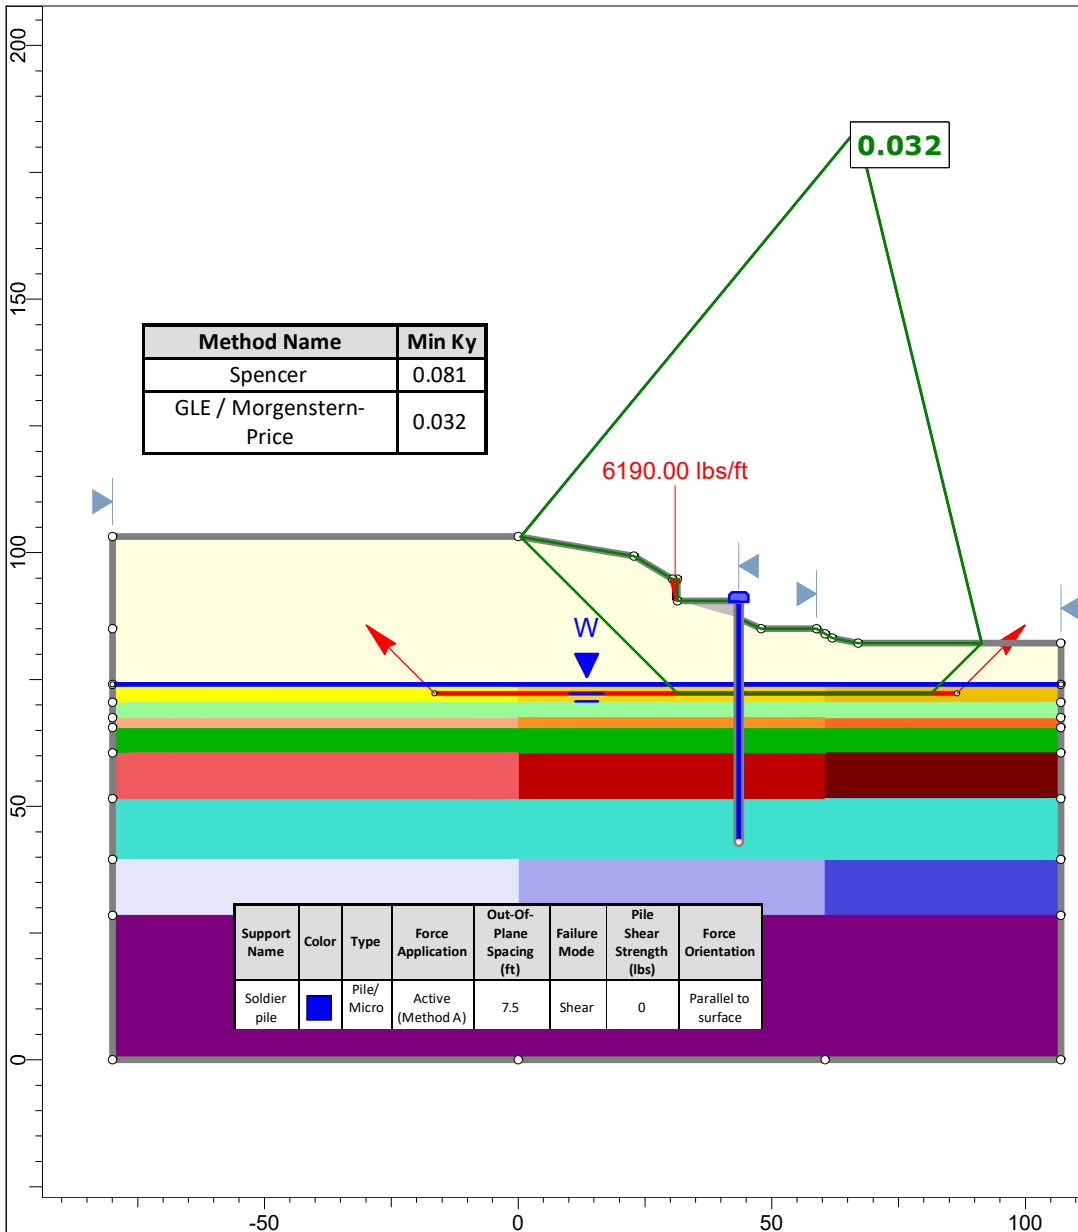 200
0.032
150
Method Name Min Ky
Spencer 0.081
GLE / Morgenstern-
Price 0.032
6190.00 lbs/ft
100
W
50
Support
Name Color Type Force
Application Out-Of-
Plane
Spacing
(ft) Failure
Mode Pile
Shear
Strength
(lbs) Force
Orientation
Soldier
pile Pile/
Micro Active
(Method A) 7.5 Shear 0 Parallel to
surface
0
-50 0 50 100